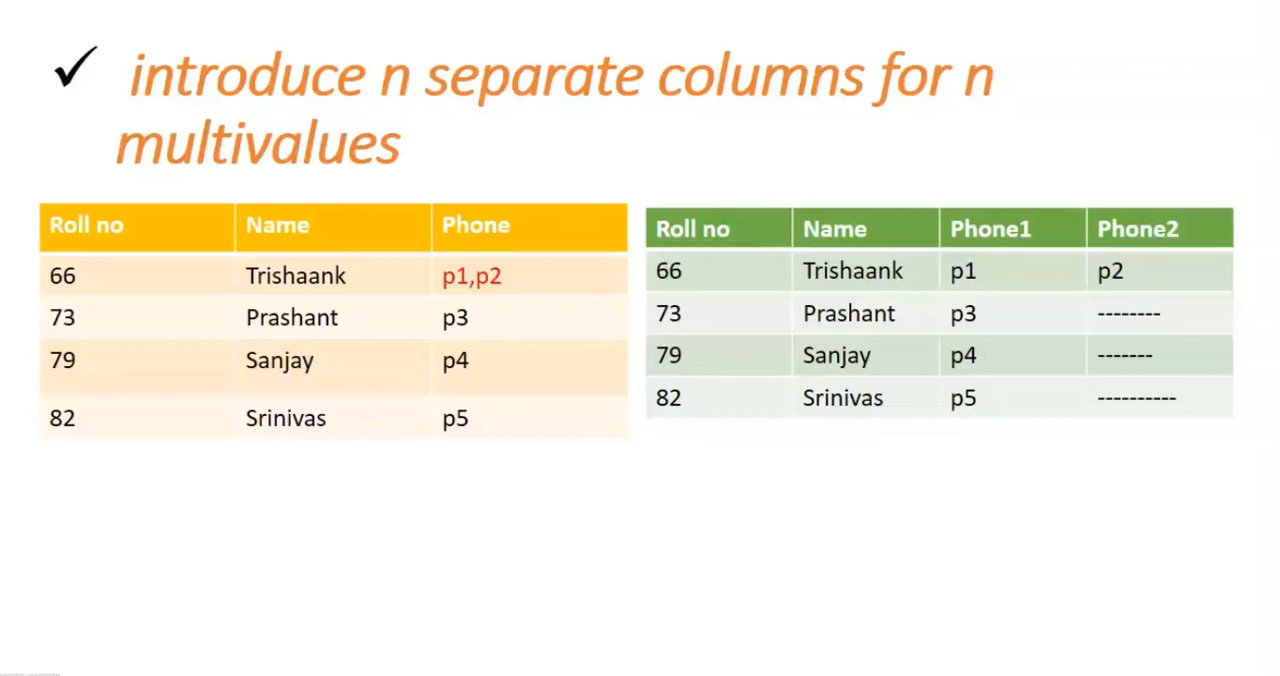 ✓ introduce n separate columns for n
multivalues
Roll no Name Phone
66 Trishaank p1,p2
73 Prashant p3
79 Sanjay p4
82 Srinivas p5
Roll no Name Phone1 Phone2
66 Trishaank p1 p2
73 Prashant p3 --------
79 Sanjay p4 -------
82 Srinivas p5 ----------